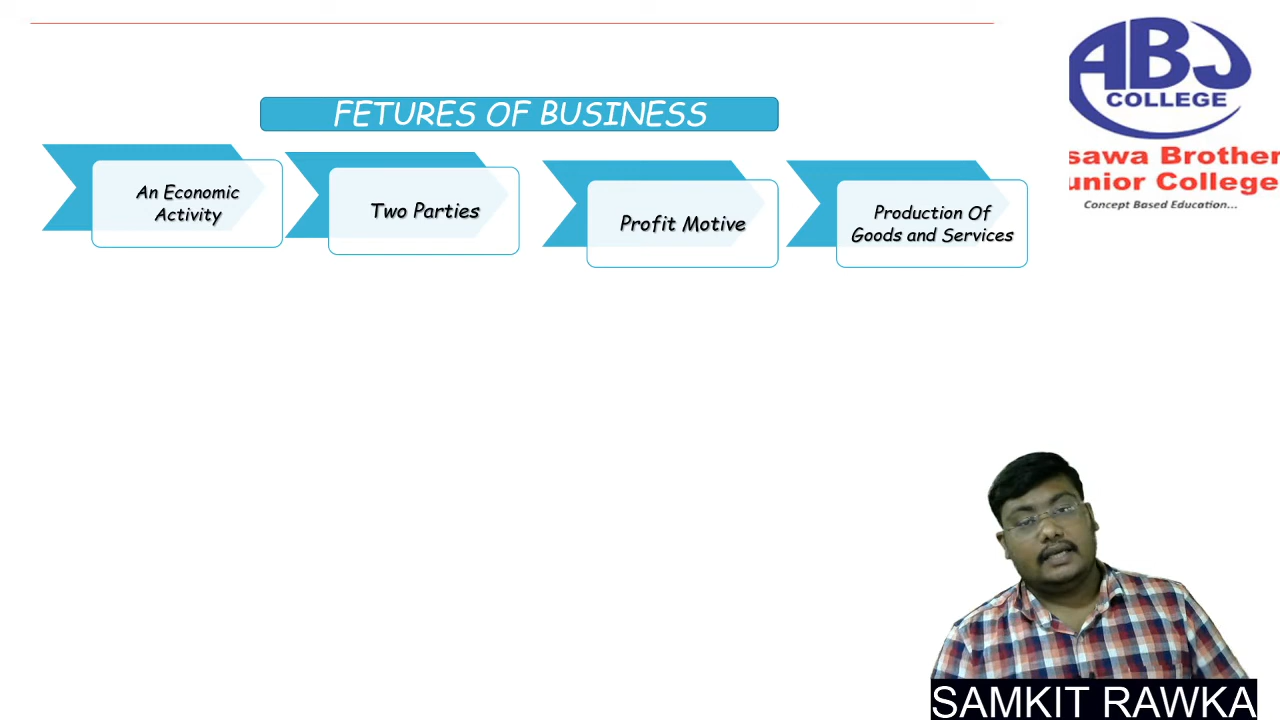 FETURES OF BUSINESS
An Economic
Activity
Two Parties
Profit Motive
Production Of
Goods and Services
ABJ
COLLEGE
sawa Brother
unior College
Concept Based Education...
SAMKIT RAWKA